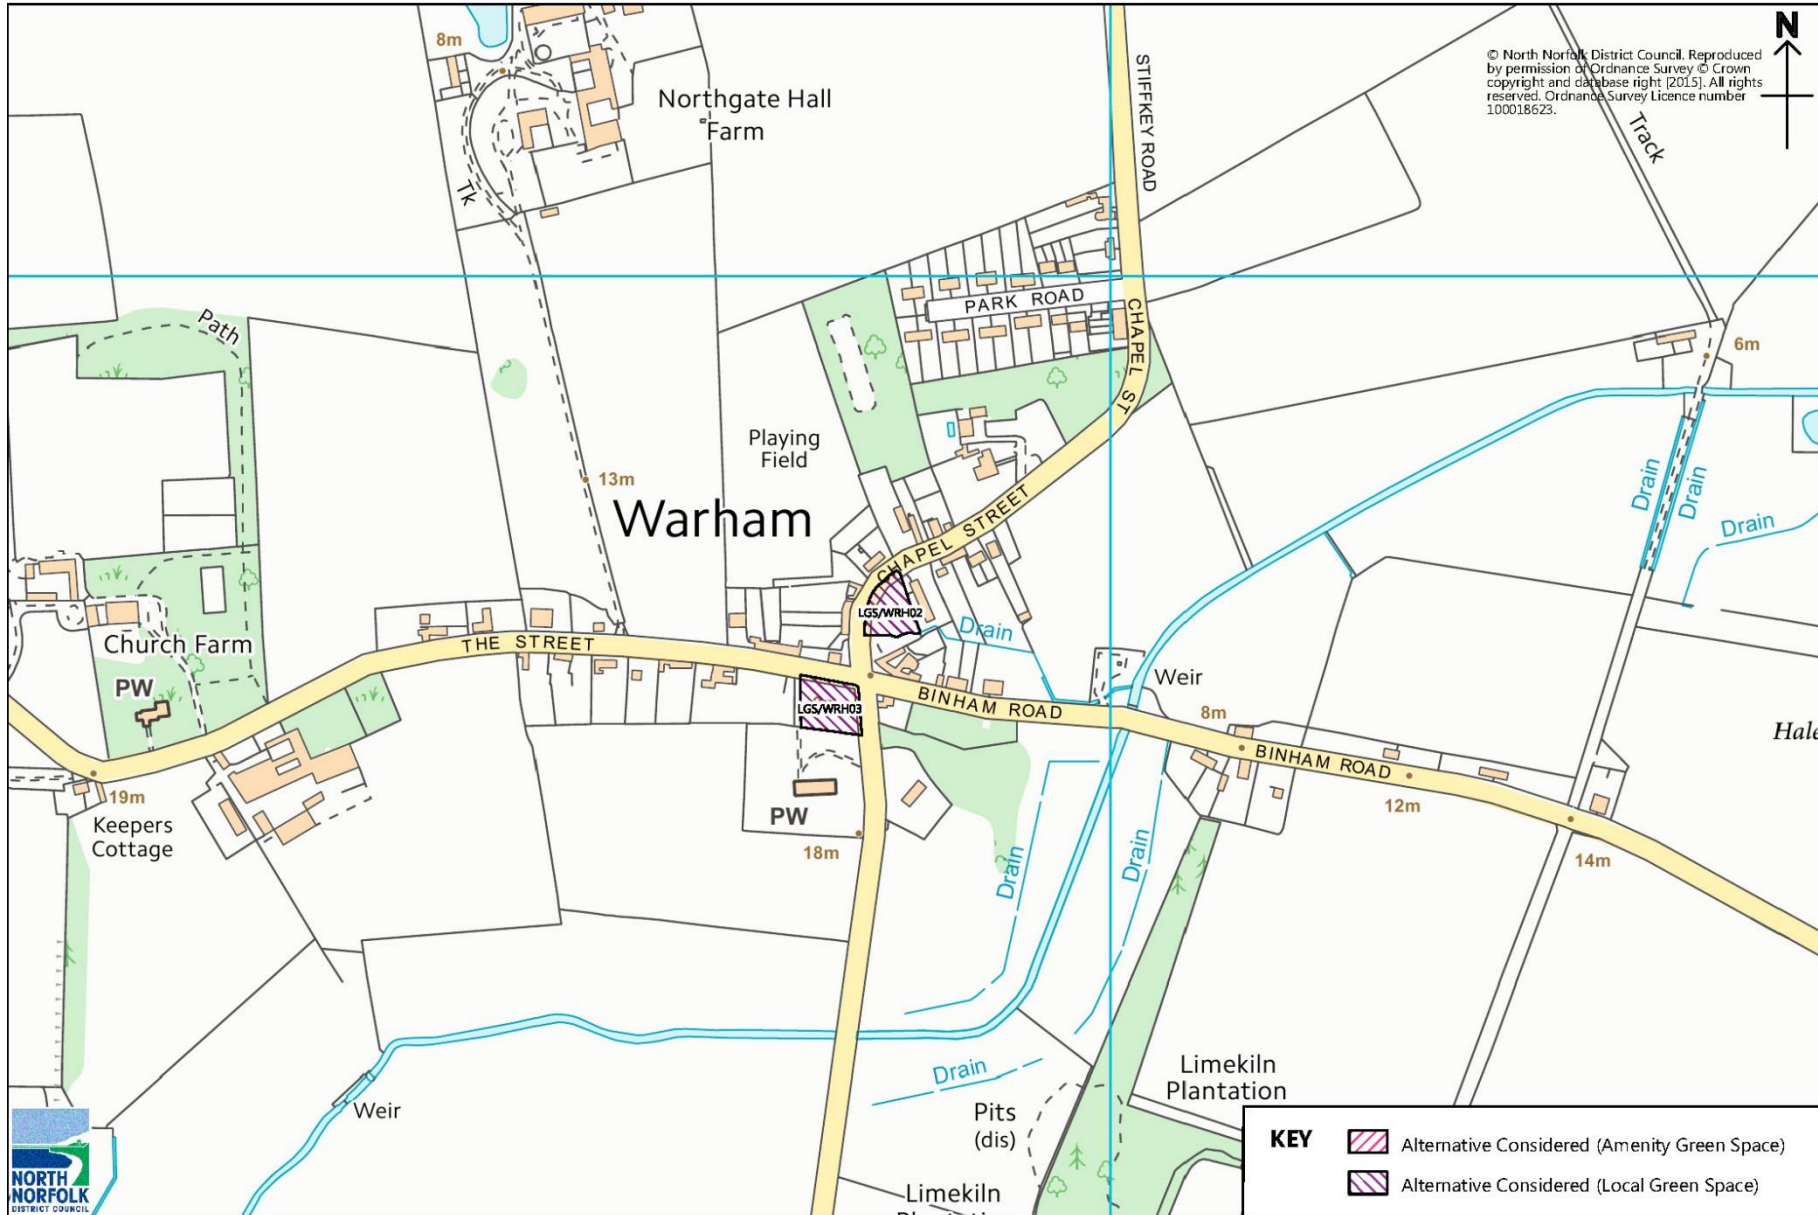 8m
Northgate Hall
Farm
Tk
STIFFKEY ROAD
© North Norfolk District Council. Reproduced
by permission of Ordnance Survey © Crown
copyright and database right [2015]. All rights
reserved. Ordnance Survey Licence number
100018623.
N
Track
PARK ROAD
CHAPEL ST
Path
6m
Playing
Field
13m
Warham
CHAPEL STREET
Drain
Drain
Drain
LGS/WRH02
Drain
Church Farm
PW
THE STREET
LGS/WRH03
BINHAM ROAD
Weir
8m
BINHAM ROAD
Hale
19m
Keepers
Cottage
PW
18m
12m
14m
Drain
Drain
Weir
Drain
Pits
(dis)
Limekiln
Plantation
Limekiln
Plantation
NORTH
NORFOLK
DISTRICT COUNCIL
KEY
Alternative Considered (Amenity Green Space)
Alternative Considered (Local Green Space)